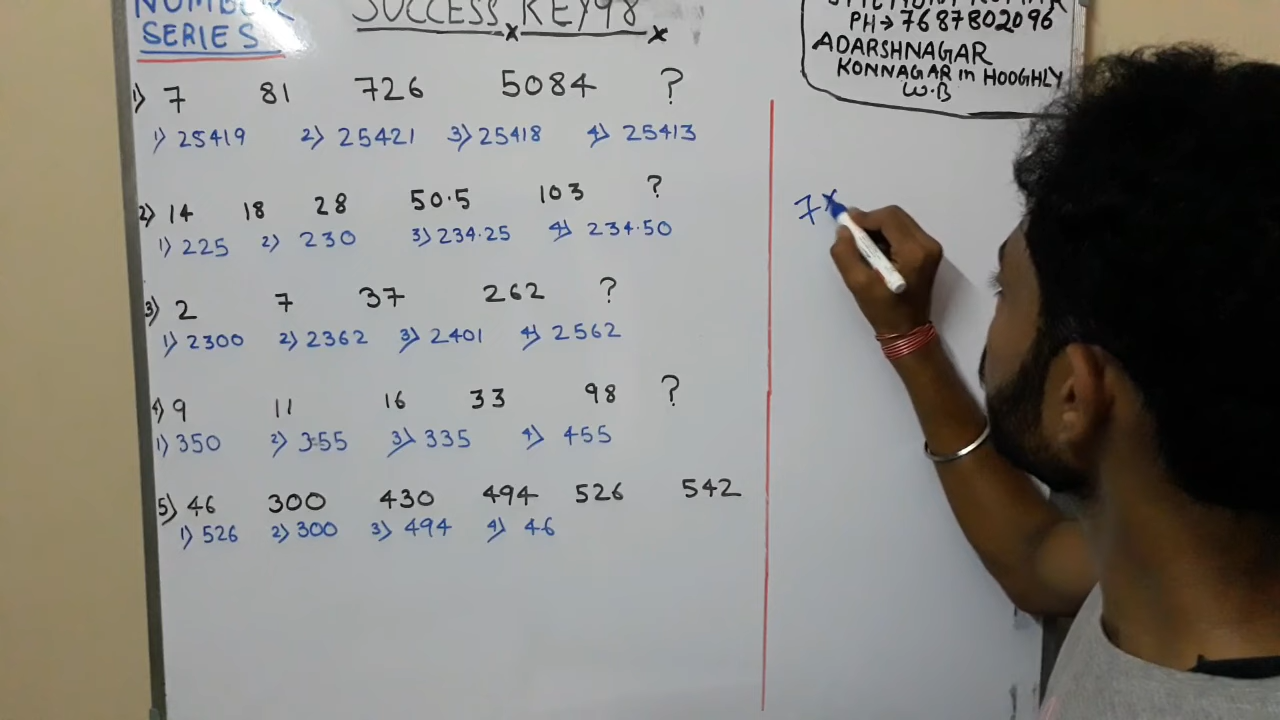 NUMBER
SERIES
SUCCESS KEY98
PH→7687802096
ADARSHNAGAR
KONNAGAR in HOOGHLY
W.B
1) 7 81 726 5084 ?
1) 25419 2) 25421 3) 25418 4) 25413
2) 14 18 28 50.5 103 ?
1) 225 2) 230 3) 234.25 4) 234.50
3) 2 7 37 262 ?
1) 2300 2) 2362 3) 2401 4) 2562
4) 9 11 16 33 98 ?
1) 350 2) 355 3) 335 4) 455
5) 46 300 430 494 526 542
1) 526 2) 300 3) 494 4) 46
7×